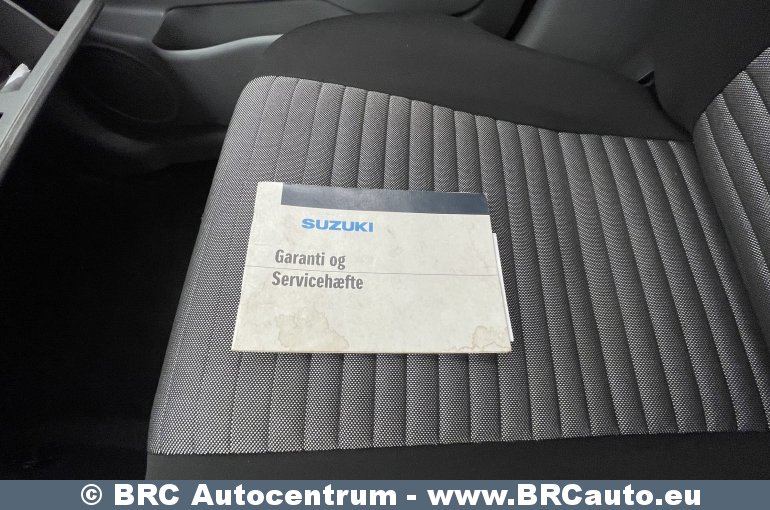 SUZUKI
Garanti og
Servicehæfte
© BRC Autocentrum - www.BRCauto.eu